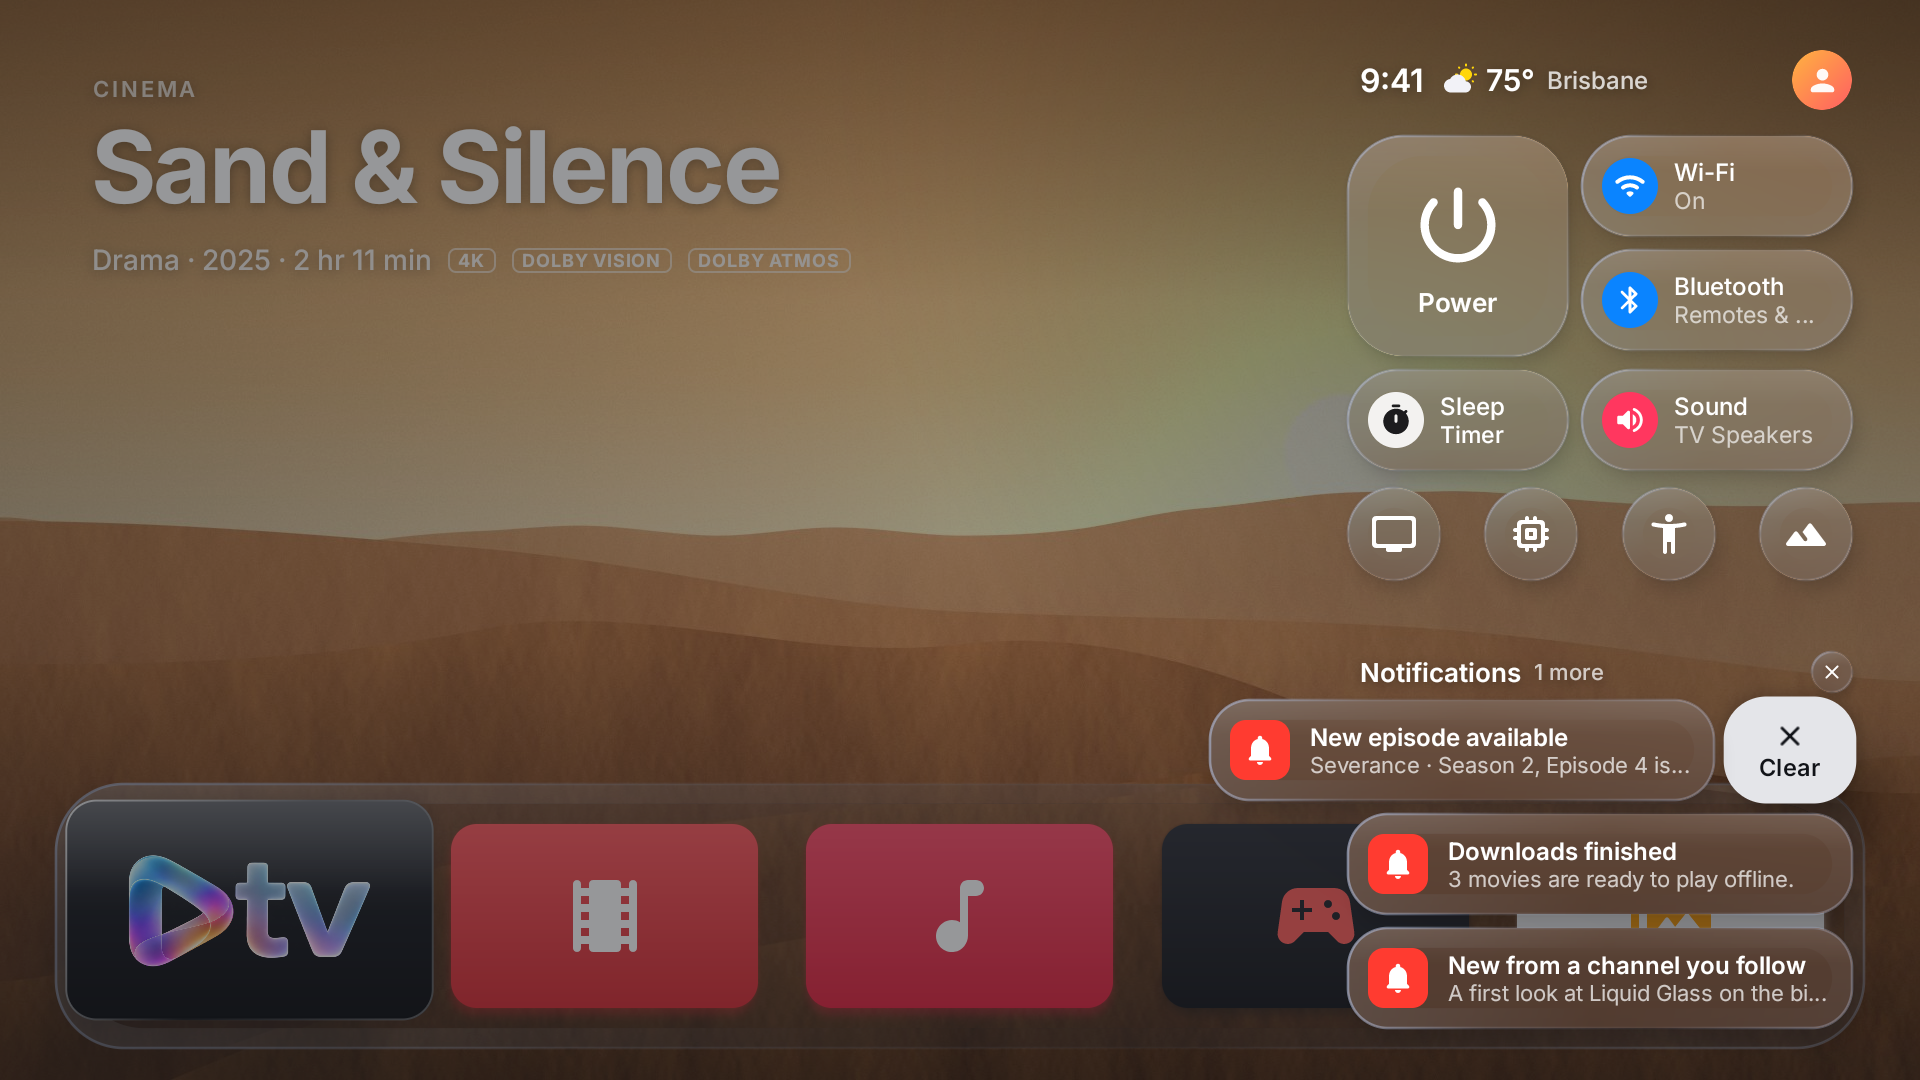 CINEMA
Sand & Silence
Drama · 2025 · 2 hr 11 min 4K DOLBY VISION DOLBY ATMOS
9:41 75° Brisbane
Power
Wi-Fi
On
Bluetooth
Remotes & ...
Sleep
Timer
Sound
TV Speakers
Notifications 1 more
New episode available
Severance · Season 2, Episode 4 is...
Clear
Downloads finished
3 movies are ready to play offline.
New from a channel you follow
A first look at Liquid Glass on the bi...
tv